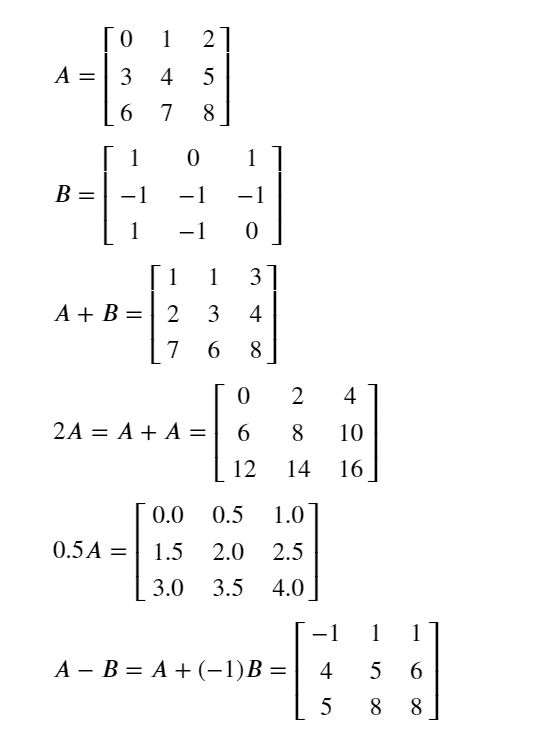 A = [ 0 1 2
3 4 5
6 7 8 ]
B = [ 1 0 1
−1 −1 −1
1 −1 0 ]
A + B = [ 1 1 3
2 3 4
7 6 8 ]
2A = A + A = [ 0 2 4
6 8 10
12 14 16 ]
0.5A = [ 0.0 0.5 1.0
1.5 2.0 2.5
3.0 3.5 4.0 ]
A − B = A + (−1)B = [ −1 1 1
4 5 6
5 8 8 ]